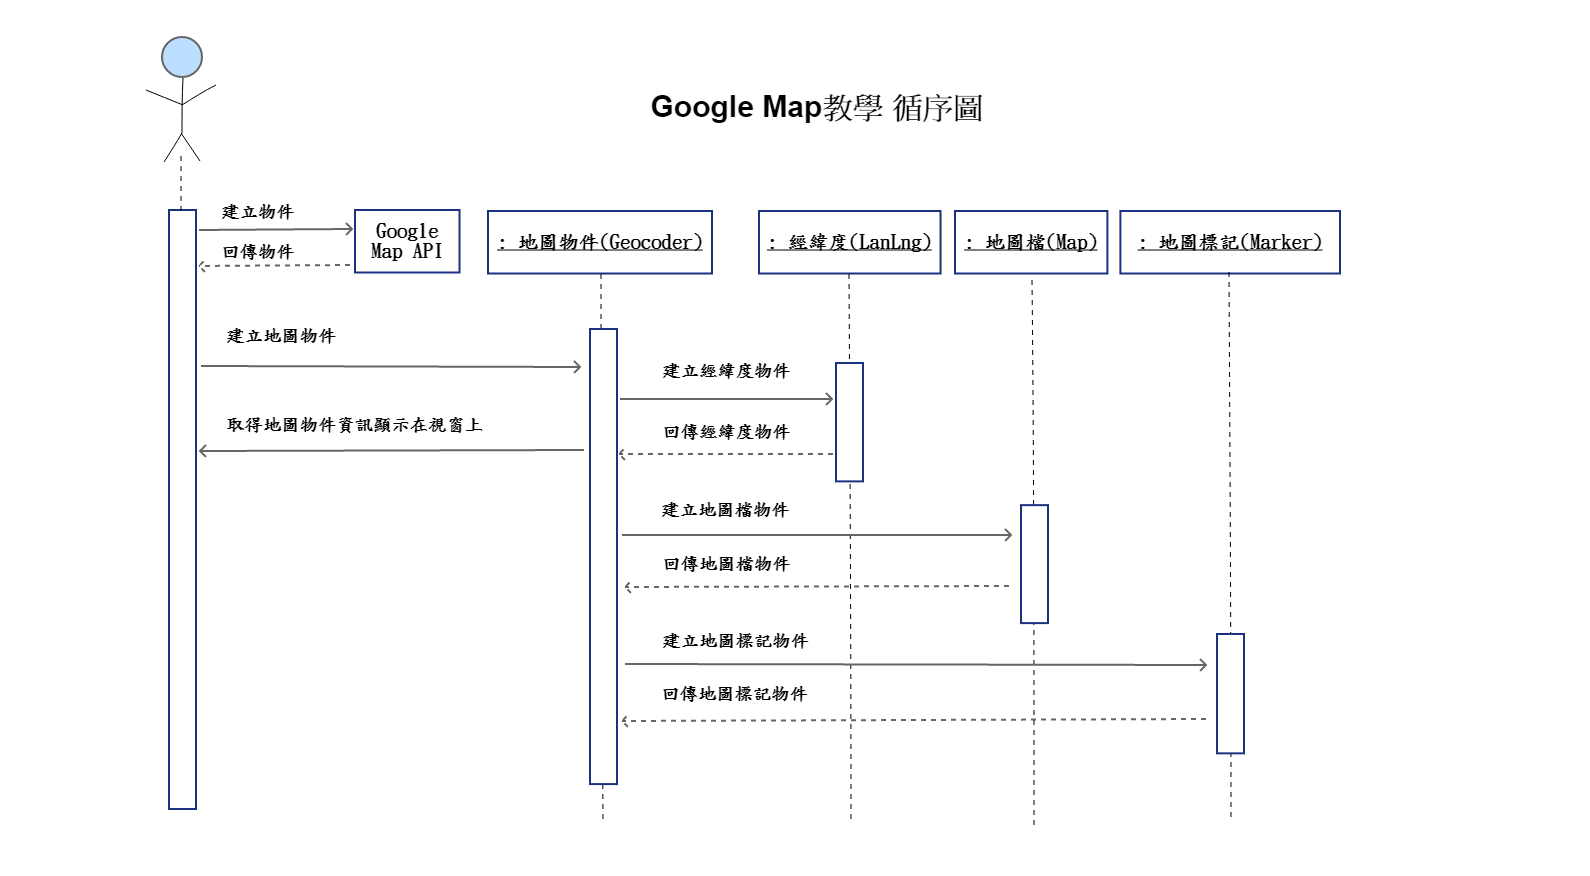 Google Map教學 循序圖
建立物件
回傳物件
Google
Map API
: 地圖物件(Geocoder)
: 經緯度(LanLng)
: 地圖檔(Map)
: 地圖標記(Marker)
建立地圖物件
建立經緯度物件
取得地圖物件資訊顯示在視窗上
回傳經緯度物件
建立地圖檔物件
回傳地圖檔物件
建立地圖標記物件
回傳地圖標記物件